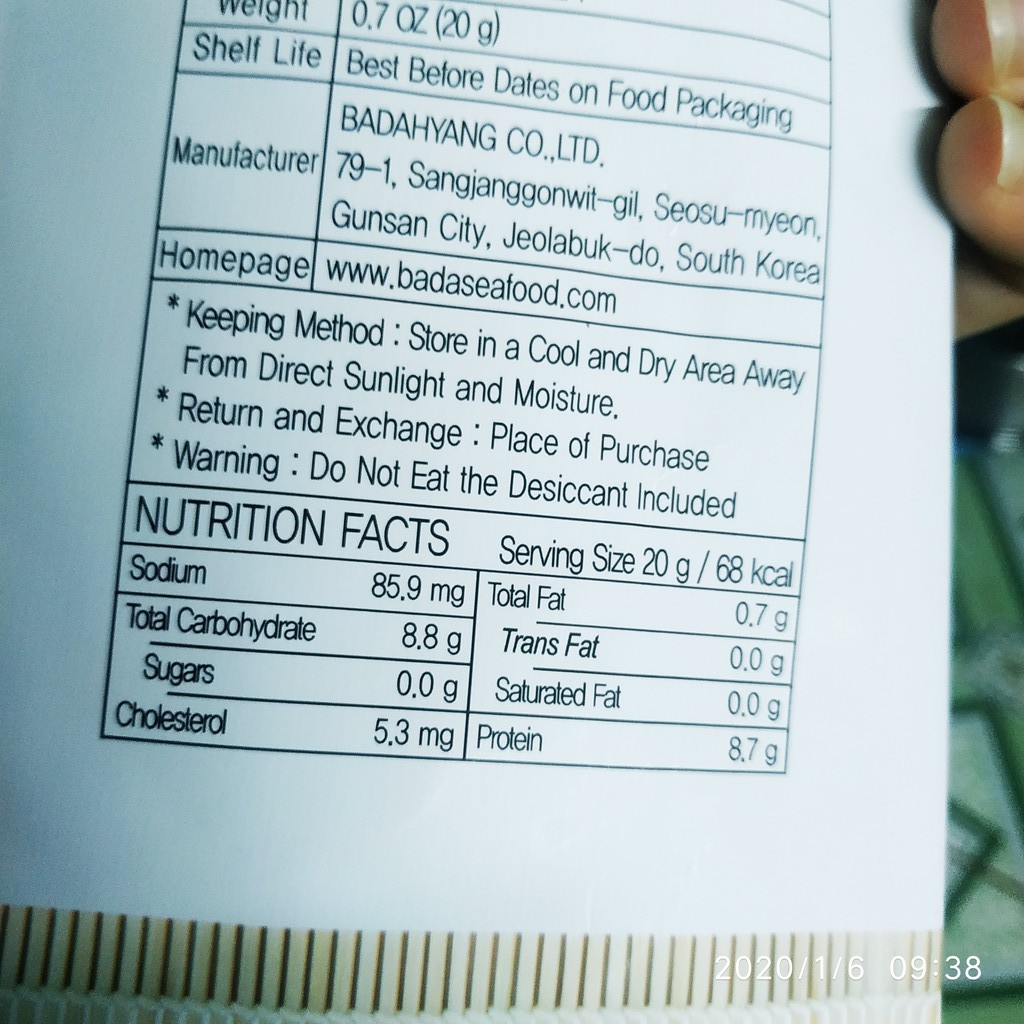 Weight 0.7 OZ (20 g)
Shelf Life Best Before Dates on Food Packaging
Manufacturer BADAHYANG CO.,LTD.
79-1, Sangjanggonwit-gil, Seosu-myeon,
Gunsan City, Jeolabuk-do, South Korea
Homepage www.badaseafood.com
* Keeping Method : Store in a Cool and Dry Area Away
From Direct Sunlight and Moisture.
* Return and Exchange : Place of Purchase
* Warning : Do Not Eat the Desiccant Included
NUTRITION FACTS Serving Size 20 g / 68 kcal
Sodium 85.9 mg Total Fat 0.7 g
Total Carbohydrate 8.8 g Trans Fat 0.0 g
Sugars 0.0 g Saturated Fat 0.0 g
Cholesterol 5.3 mg Protein 8.7 g
2020/1/6 09:38